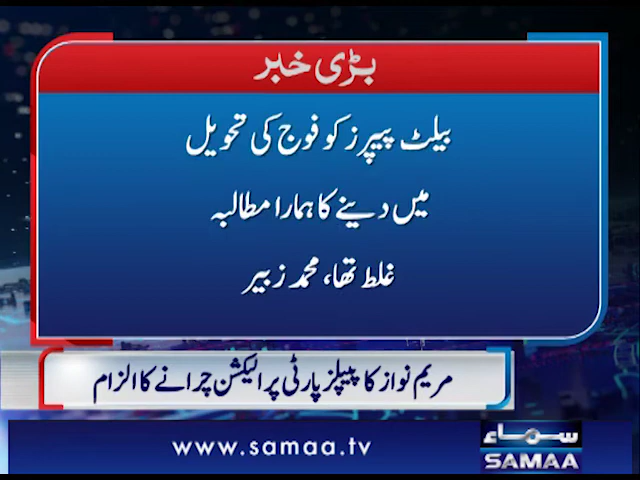 بڑی خبر
بیلٹ پیپرز کو فوج کی تحویل
میں دینے کا ہمارا مطالبہ
غلط تھا، محمد زبیر
مریم نواز کا پیپلز پارٹی پر الیکشن چرانے کا الزام
www.samaa.tv
سماء
SAMAA